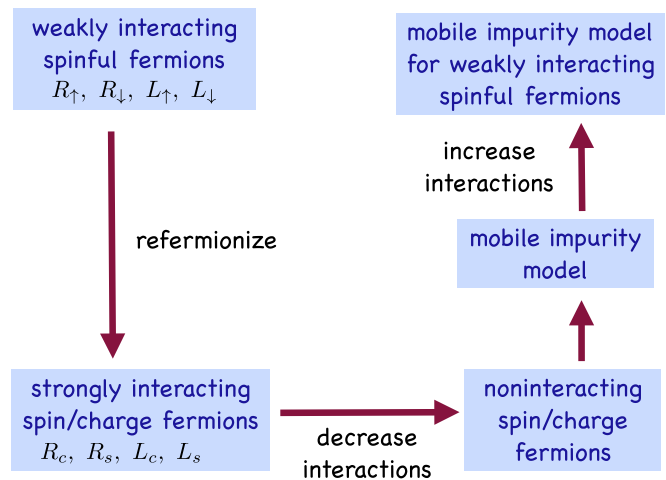 weakly interacting
spinful fermions
R↑, R↓, L↑, L↓
refermionize
strongly interacting
spin/charge fermions
Rc, Rs, Lc, Ls
decrease
interactions
noninteracting
spin/charge
fermions
mobile impurity
model
increase
interactions
mobile impurity model
for weakly interacting
spinful fermions